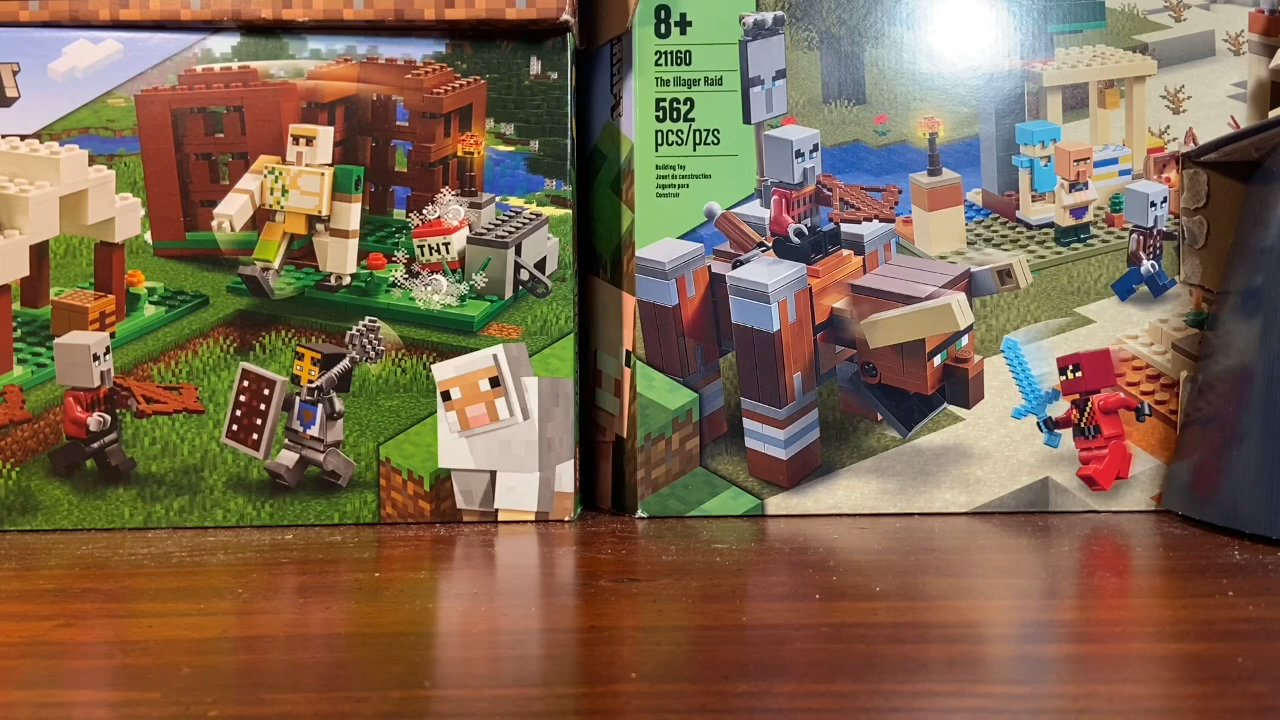 TNT
8+
21160
The Illager Raid
562
pcs/pzs
Building Toy
Jouet de construction
Juguete para
Construir